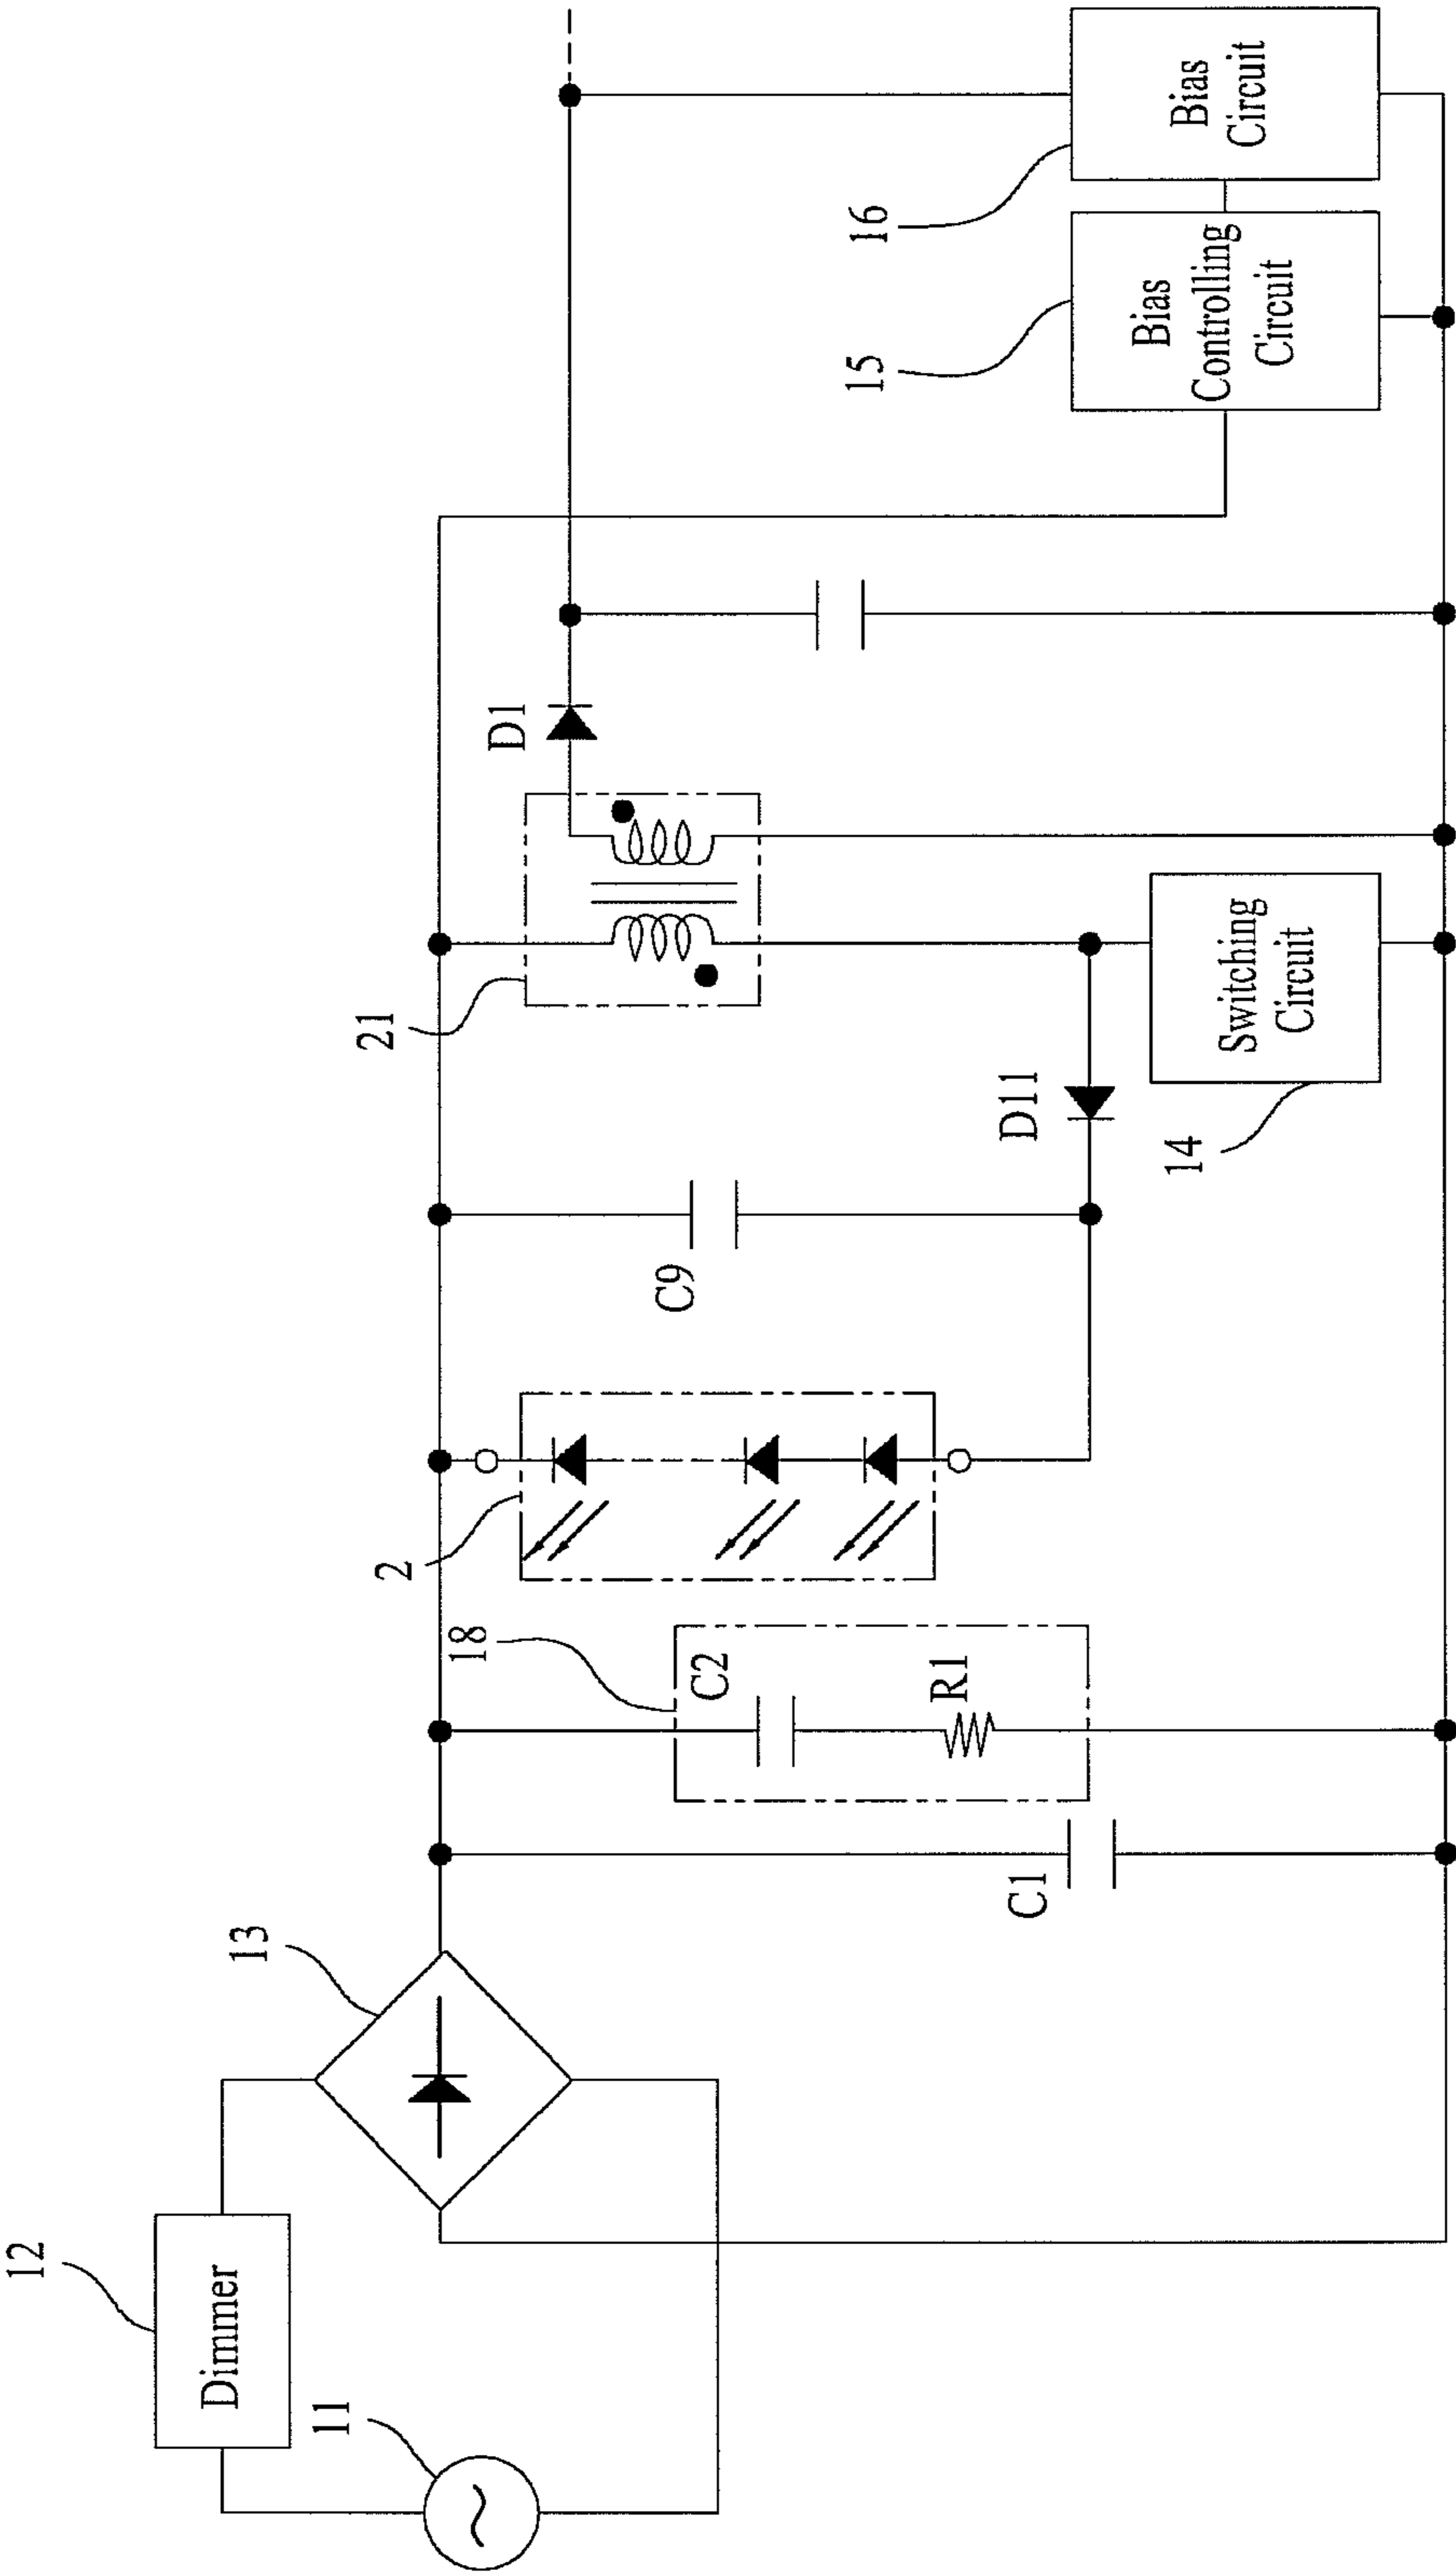 12
Dimmer
11
13
C1
18
C2
R1
2
C9
21
D1
D11
14
Switching
Circuit
15
Bias
Controlling
Circuit
16
Bias
Circuit